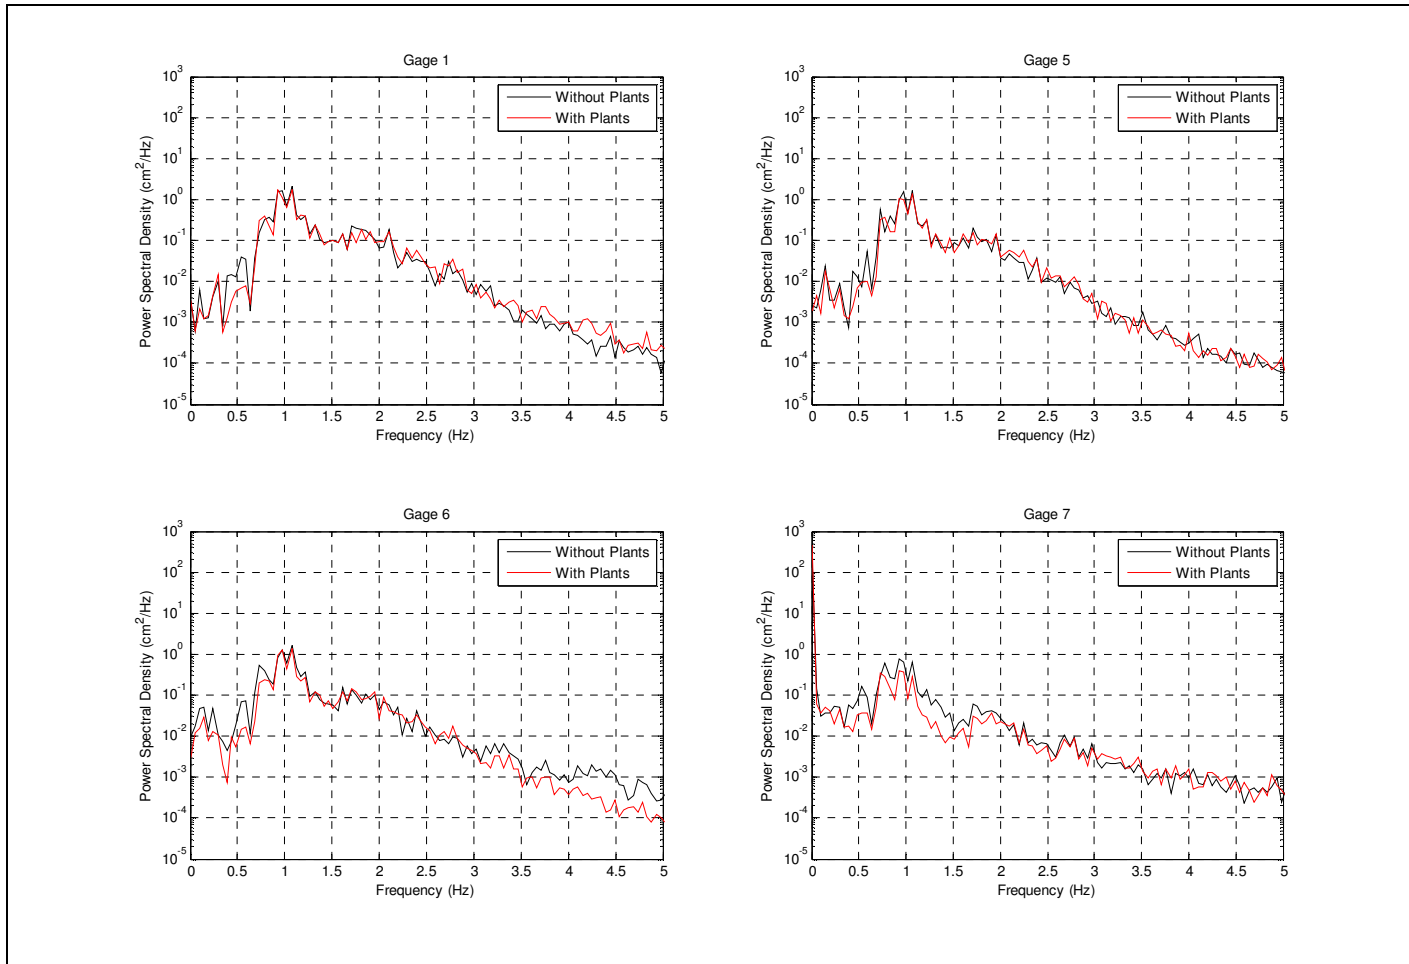 Gage 1
10^3
10^2
10^1
10^0
10^-1
10^-2
10^-3
10^-4
10^-5
Power Spectral Density (cm^2/Hz)
Without Plants
With Plants
0 0.5 1 1.5 2 2.5 3 3.5 4 4.5 5
Frequency (Hz)
Gage 5
10^3
10^2
10^1
10^0
10^-1
10^-2
10^-3
10^-4
10^-5
Power Spectral Density (cm^2/Hz)
Without Plants
With Plants
0 0.5 1 1.5 2 2.5 3 3.5 4 4.5 5
Frequency (Hz)
Gage 6
10^3
10^2
10^1
10^0
10^-1
10^-2
10^-3
10^-4
10^-5
Power Spectral Density (cm^2/Hz)
Without Plants
With Plants
0 0.5 1 1.5 2 2.5 3 3.5 4 4.5 5
Frequency (Hz)
Gage 7
10^3
10^2
10^1
10^0
10^-1
10^-2
10^-3
10^-4
10^-5
Power Spectral Density (cm^2/Hz)
Without Plants
With Plants
0 0.5 1 1.5 2 2.5 3 3.5 4 4.5 5
Frequency (Hz)